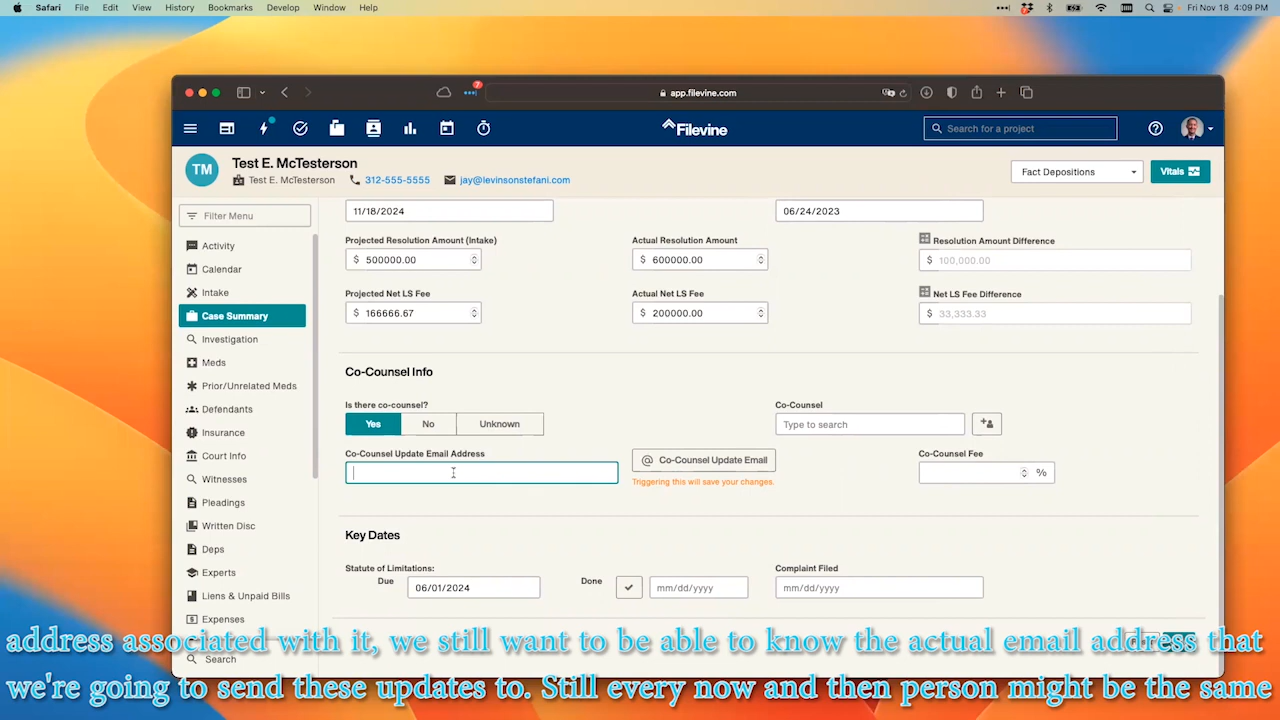 Safari File Edit View History Bookmarks Develop Window Help Fri Nov 18 4:09 PM
7
app.filevine.com
Filevine
Search for a project
TM
Test E. McTesterson
Test E. McTesterson 312-555-5555 jay@levinsonstefani.com
Fact Depositions
Vitals
Filter Menu
Activity
Calendar
Intake
Case Summary
Investigation
Meds
Prior/Unrelated Meds
Defendants
Insurance
Court Info
Witnesses
Pleadings
Written Disc
Deps
Experts
Liens & Unpaid Bills
Expenses
Search
11/18/2024 06/24/2023
Projected Resolution Amount (Intake) Actual Resolution Amount Resolution Amount Difference
$ 500000.00 $ 600000.00 $ 100,000.00
Projected Net LS Fee Actual Net LS Fee Net LS Fee Difference
$ 166666.67 $ 200000.00 $ 33,333.33
Co-Counsel Info
Is there co-counsel? Co-Counsel
Yes No Unknown Type to search
Co-Counsel Update Email Address Co-Counsel Update Email Co-Counsel Fee
%
Triggering this will save your changes.
Key Dates
Statute of Limitations: Complaint Filed
Due 06/01/2024 Done mm/dd/yyyy mm/dd/yyyy
address associated with it, we still want to be able to know the actual email address that
we're going to send these updates to. Still every now and then person might be the same